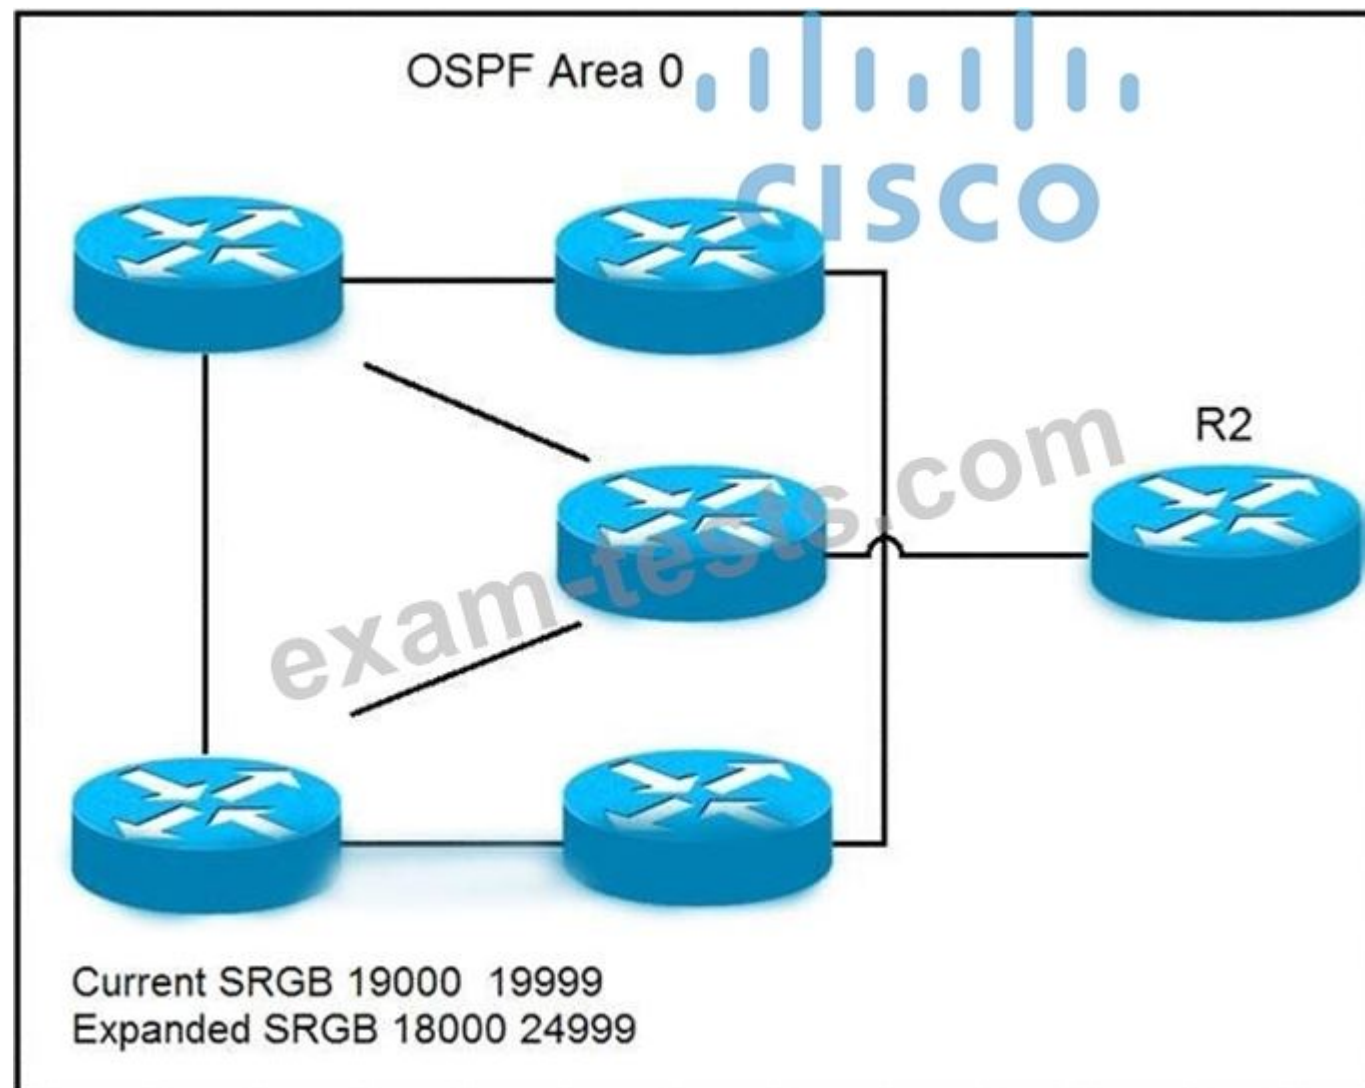 OSPF Area 0
CISCO
R2
exam-tests.com
Current SRGB 19000  19999
Expanded SRGB 18000 24999